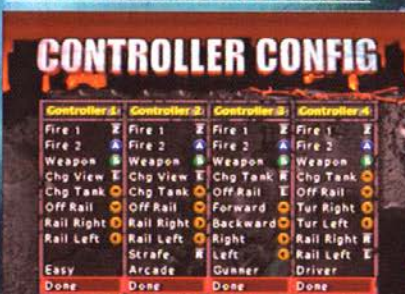 CONTROLLER CONFIG
Controller 1 Controller 2 Controller 3 Controller 4
Fire 1 Z Fire 1 Z Fire 1 Z Fire 1 Z
Fire 2 A Fire 2 A Fire 2 A Fire 2 A
Weapon B Weapon B Weapon B Weapon B
Chg View L Chg View L Chg Tank R Chg Tank
Chg Tank Chg Tank Off Rail L Off Rail
Off Rail Off Rail Forward Tur Right
Rail Right Rail Right Backward Tur Left
Rail Left Rail Left Right Rail Right R
Strafe R Left Rail Left L
Easy Arcade Gunner Driver
Done Done Done Done